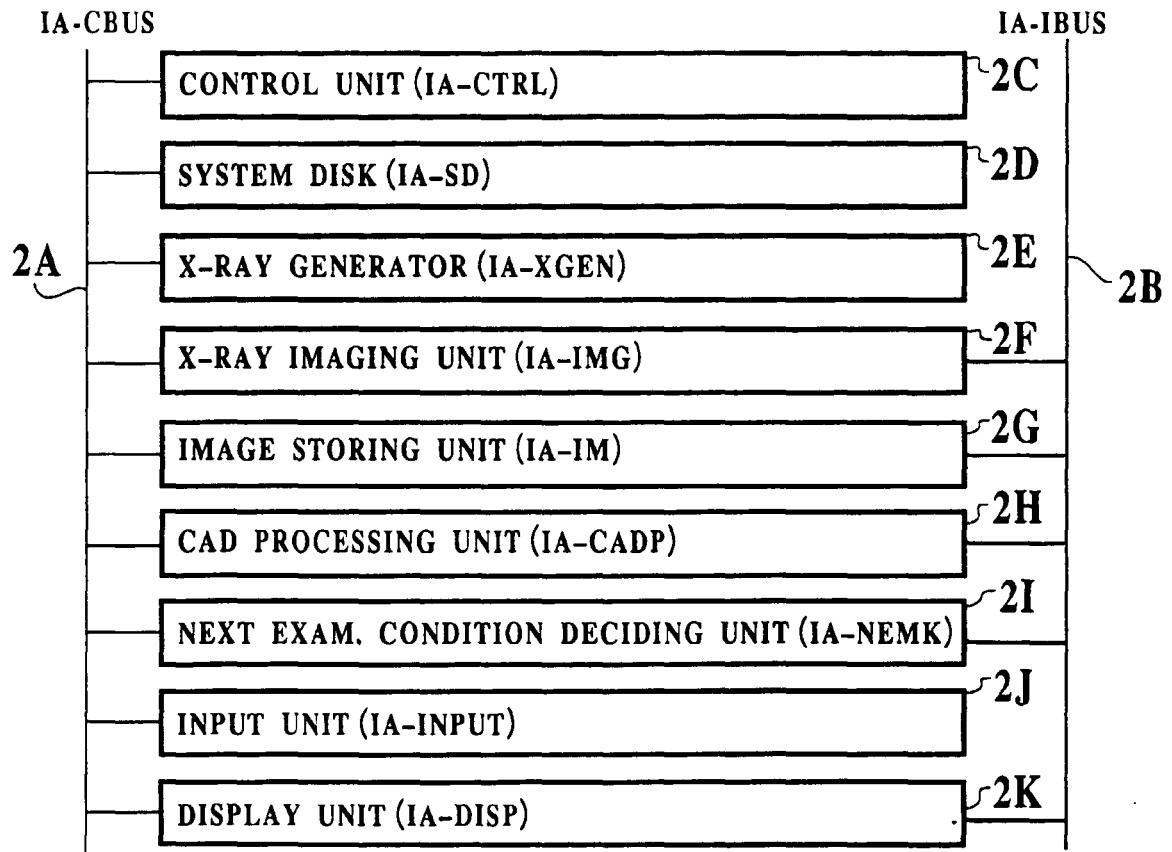 IA-CBUS IA-IBUS
CONTROL UNIT (IA-CTRL) 2C
SYSTEM DISK (IA-SD) 2D
2A X-RAY GENERATOR (IA-XGEN) 2E
2B
X-RAY IMAGING UNIT (IA-IMG) 2F
IMAGE STORING UNIT (IA-IM) 2G
CAD PROCESSING UNIT (IA-CADP) 2H
NEXT EXAM. CONDITION DECIDING UNIT (IA-NEMK) 2I
INPUT UNIT (IA-INPUT) 2J
DISPLAY UNIT (IA-DISP) 2K